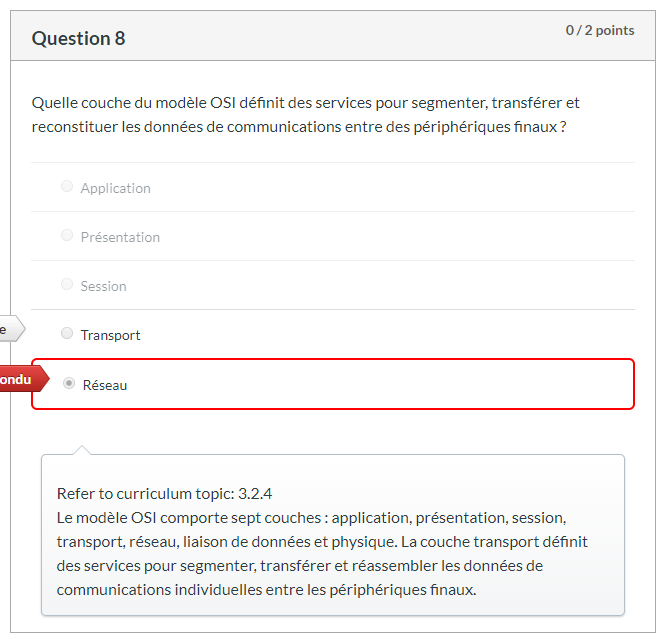 Question 8
0 / 2 points
Quelle couche du modèle OSI définit des services pour segmenter, transférer et
reconstituer les données de communications entre des périphériques finaux ?
Application
Présentation
Session
e
Transport
ondu
Réseau
Refer to curriculum topic: 3.2.4
Le modèle OSI comporte sept couches : application, présentation, session,
transport, réseau, liaison de données et physique. La couche transport définit
des services pour segmenter, transférer et réassembler les données de
communications individuelles entre les périphériques finaux.